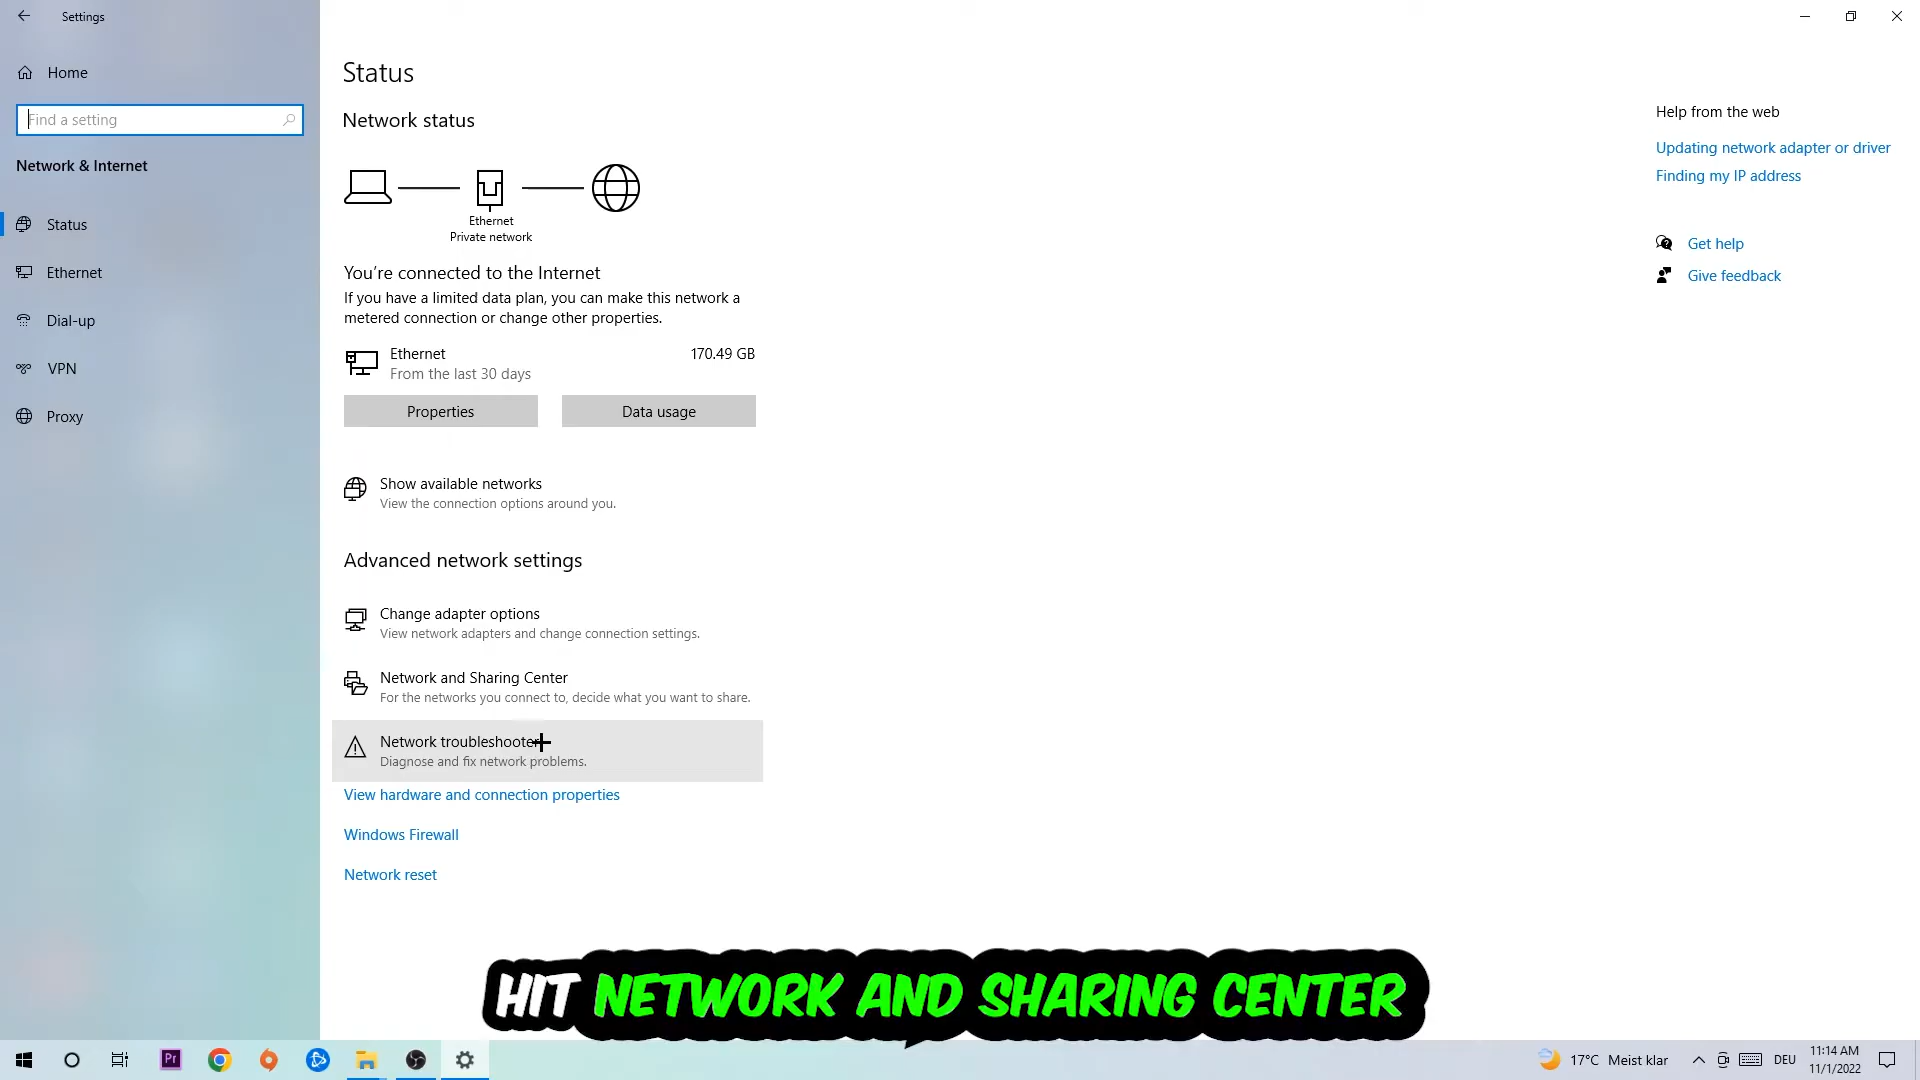 Settings
Home
Find a setting
Network & Internet
Status
Ethernet
Dial-up
VPN
Proxy
Status
Network status
Ethernet
Private network
You're connected to the Internet
If you have a limited data plan, you can make this network a
metered connection or change other properties.
Ethernet
170.49 GB
From the last 30 days
Properties
Data usage
Show available networks
View the connection options around you.
Advanced network settings
Change adapter options
View network adapters and change connection settings.
Network and Sharing Center
For the networks you connect to, decide what you want to share.
Network troubleshooter
Diagnose and fix network problems.
View hardware and connection properties
Windows Firewall
Network reset
Help from the web
Updating network adapter or driver
Finding my IP address
Get help
Give feedback
HIT NETWORK AND SHARING CENTER
Pr
17°C Meist klar
DEU
11:14 AM
11/1/2022